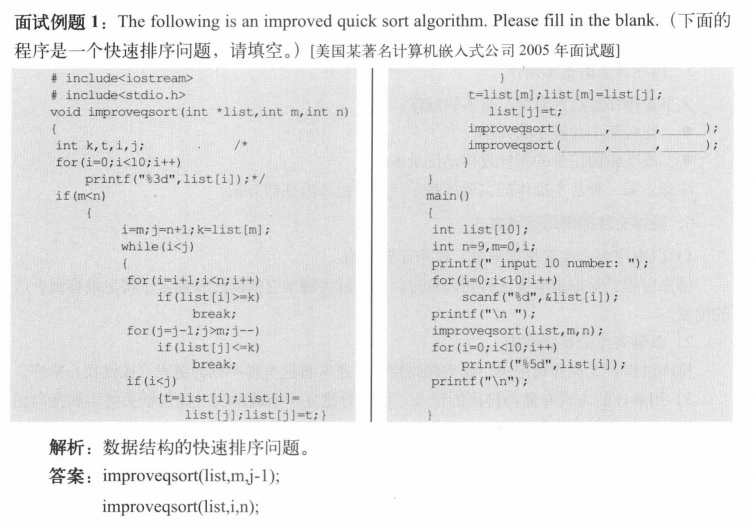 面试例题 1：The following is an improved quick sort algorithm. Please fill in the blank.（下面的
程序是一个快速排序问题，请填空。）[美国某著名计算机嵌入式公司 2005 年面试题]
# include<iostream>
# include<stdio.h>
void improveqsort(int *list,int m,int n)
{
int k,t,i,j; /*
for(i=0;i<10;i++)
printf("%3d",list[i]);*/
if(m<n)
{
i=m;j=n+1;k=list[m];
while(i<j)
{
for(i=i+1;i<n;i++)
if(list[i]>=k)
break;
for(j=j-1;j>m;j--)
if(list[j]<=k)
break;
if(i<j)
{t=list[i];list[i]=
list[j];list[j]=t;}
}
t=list[m];list[m]=list[j];
list[j]=t;
improveqsort(_____,_____,_____);
improveqsort(_____,_____,_____);
}
}
main()
{
int list[10];
int n=9,m=0,i;
printf(" input 10 number: ");
for(i=0;i<10;i++)
scanf("%d",&list[i]);
printf("\n ");
improveqsort(list,m,n);
for(i=0;i<10;i++)
printf("%5d",list[i]);
printf("\n");
}
解析：数据结构的快速排序问题。
答案：improveqsort(list,m,j-1);
improveqsort(list,i,n);